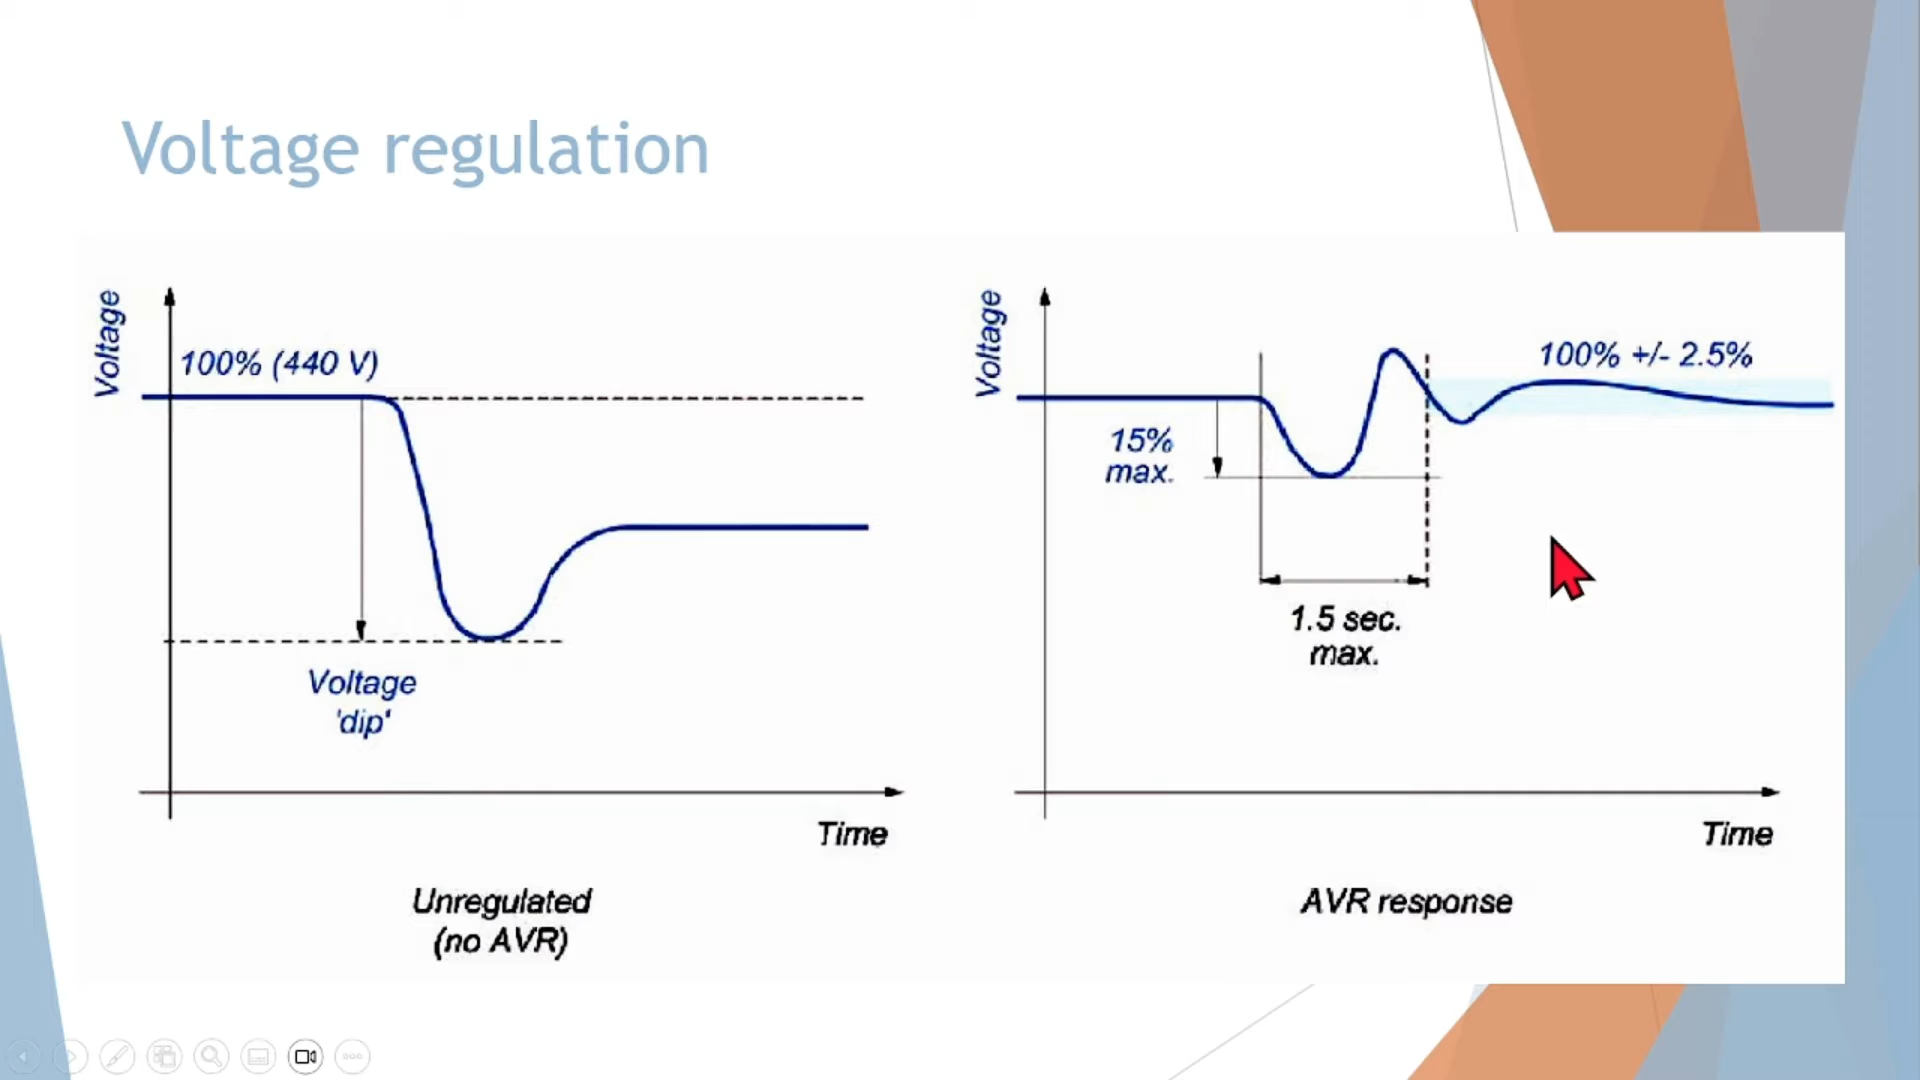 Voltage regulation
Voltage
100% (440 V)
Voltage
'dip'
Time
Unregulated
(no AVR)
Voltage
100% +/- 2.5%
15%
max.
1.5 sec.
max.
Time
AVR response